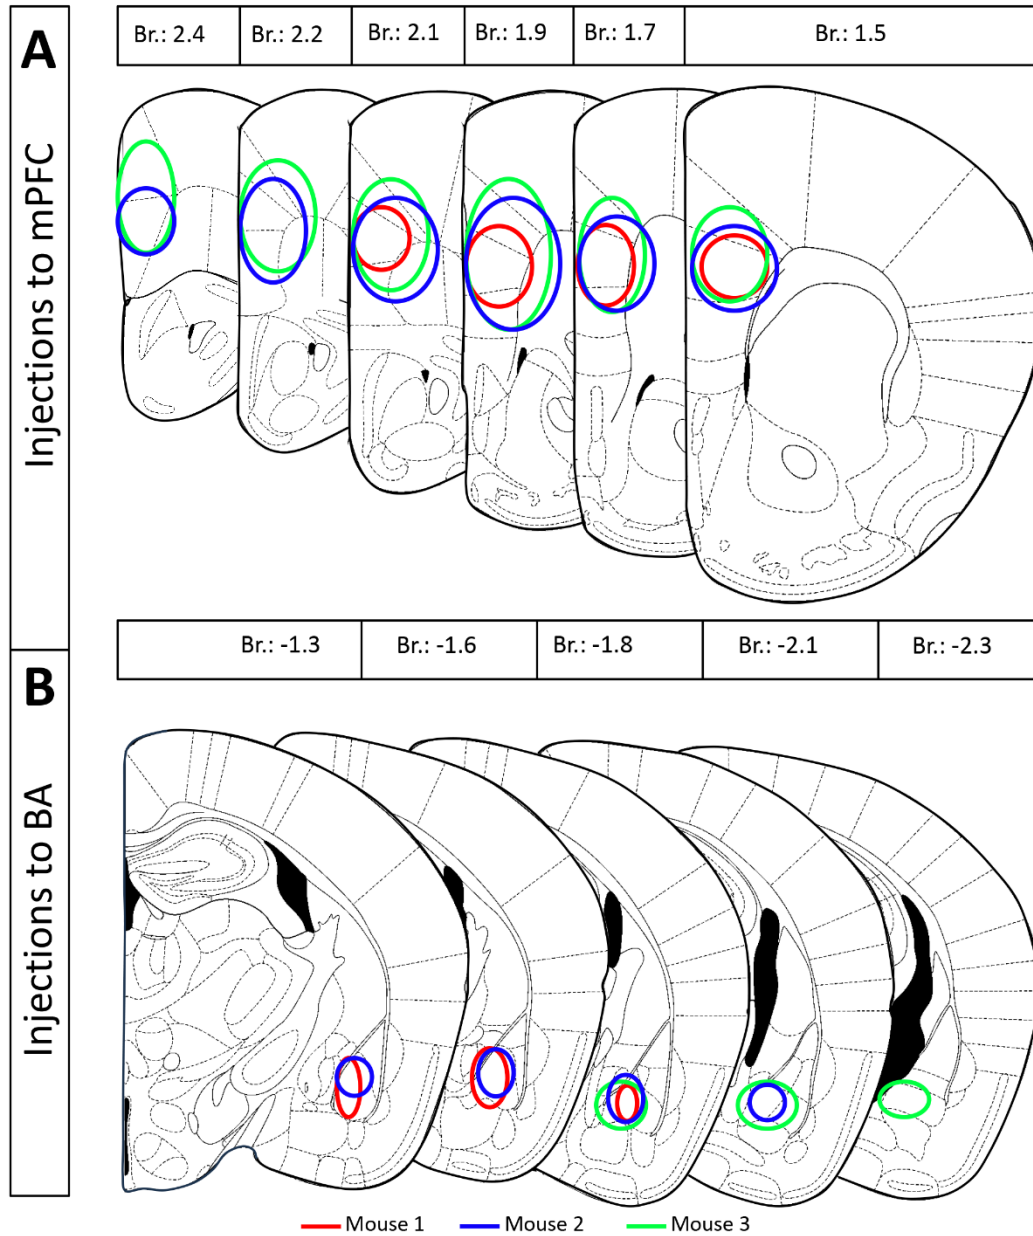 A
Injections to mPFC
Br.: 2.4
Br.: 2.2
Br.: 2.1
Br.: 1.9
Br.: 1.7
Br.: 1.5
B
Injections to BA
Br.: -1.3
Br.: -1.6
Br.: -1.8
Br.: -2.1
Br.: -2.3
Mouse 1
Mouse 2
Mouse 3